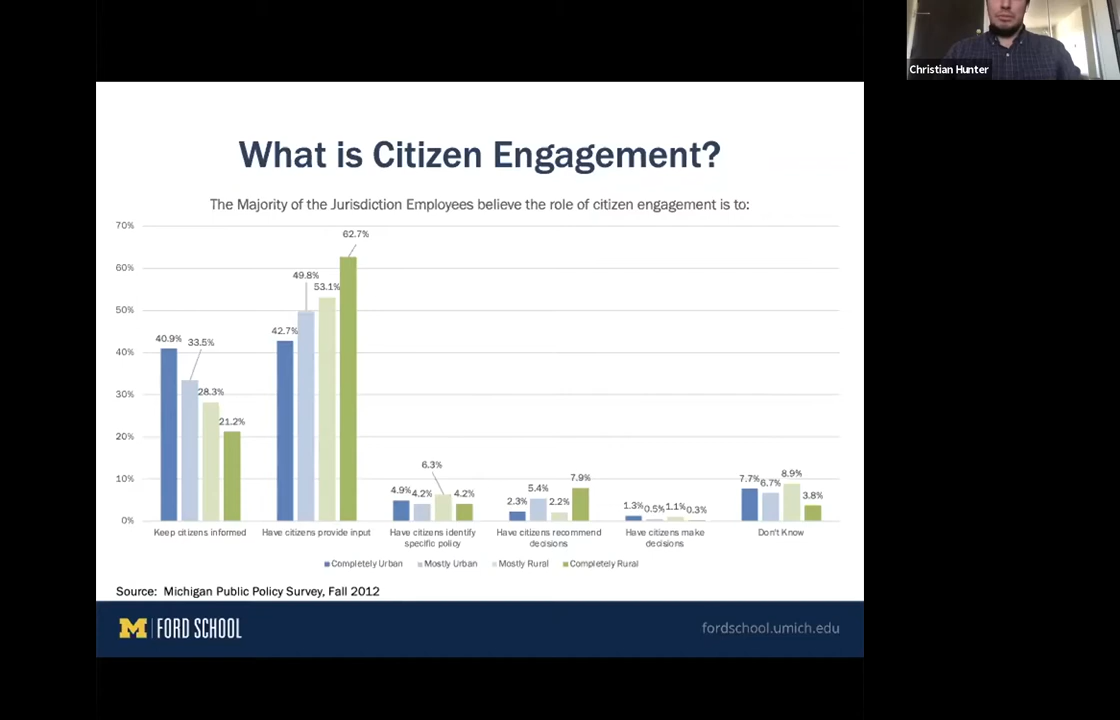 Christian Hunter
What is Citizen Engagement?
The Majority of the Jurisdiction Employees believe the role of citizen engagement is to:
70%
60%
50%
40%
30%
20%
10%
0%
40.9%
33.5%
28.3%
21.2%
42.7%
49.8%
53.1%
62.7%
4.9%
4.2%
6.3%
4.2%
2.3%
5.4%
2.2%
7.9%
1.3%
0.5%
1.1%
0.3%
7.7%
6.7%
8.9%
3.8%
Keep citizens informed
Have citizens provide input
Have citizens identify
specific policy
Have citizens recommend
decisions
Have citizens make
decisions
Don't Know
Completely Urban
Mostly Urban
Mostly Rural
Completely Rural
Source: Michigan Public Policy Survey, Fall 2012
M FORD SCHOOL
fordschool.umich.edu